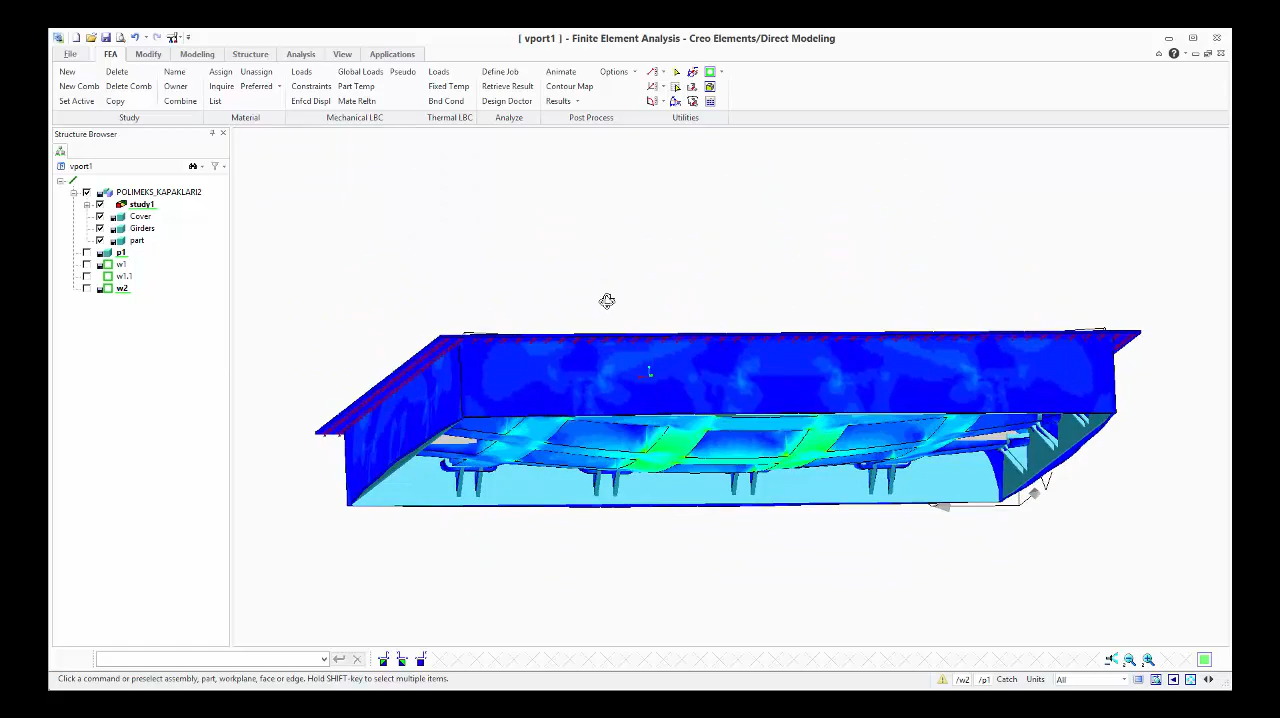 [ vport1 ] - Finite Element Analysis - Creo Elements/Direct Modeling
File FEA Modify Modeling Structure Analysis View Applications
New Delete Name Assign Unassign Loads Global Loads Pseudo Loads Define Job Animate Options
New Comb Delete Comb Owner Inquire Preferred Constraints Part Temp Fixed Temp Retrieve Result Contour Map
Set Active Copy Combine List Enfcd Displ Mate Reltn Bnd Cond Design Doctor Results
Study Material Mechanical LBC Thermal LBC Analyze Post Process Utilities
Structure Browser
vport1
POLIMEKS_KAPAKLARI2
study1
Cover
Girders
part
p1
w1
w1.1
w2
Click a command or preselect assembly, part, workplane, face or edge. Hold SHIFT-key to select multiple items.
/w2 /p1 Catch Units All